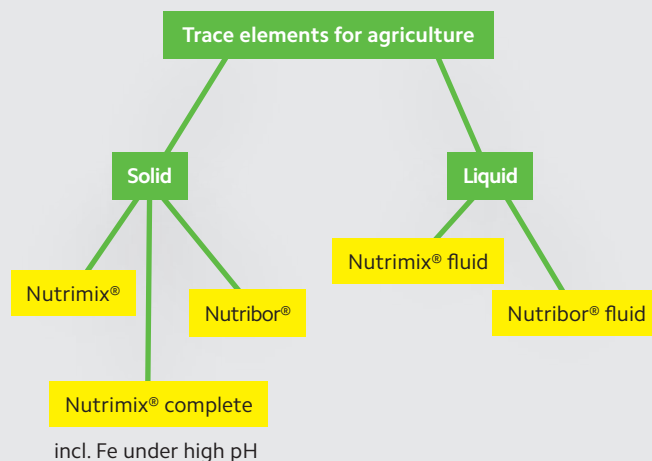 Trace elements for agriculture
Solid
Liquid
Nutrimix® fluid
Nutrimix®
Nutribor®
Nutribor® fluid
Nutrimix® complete
incl. Fe under high pH